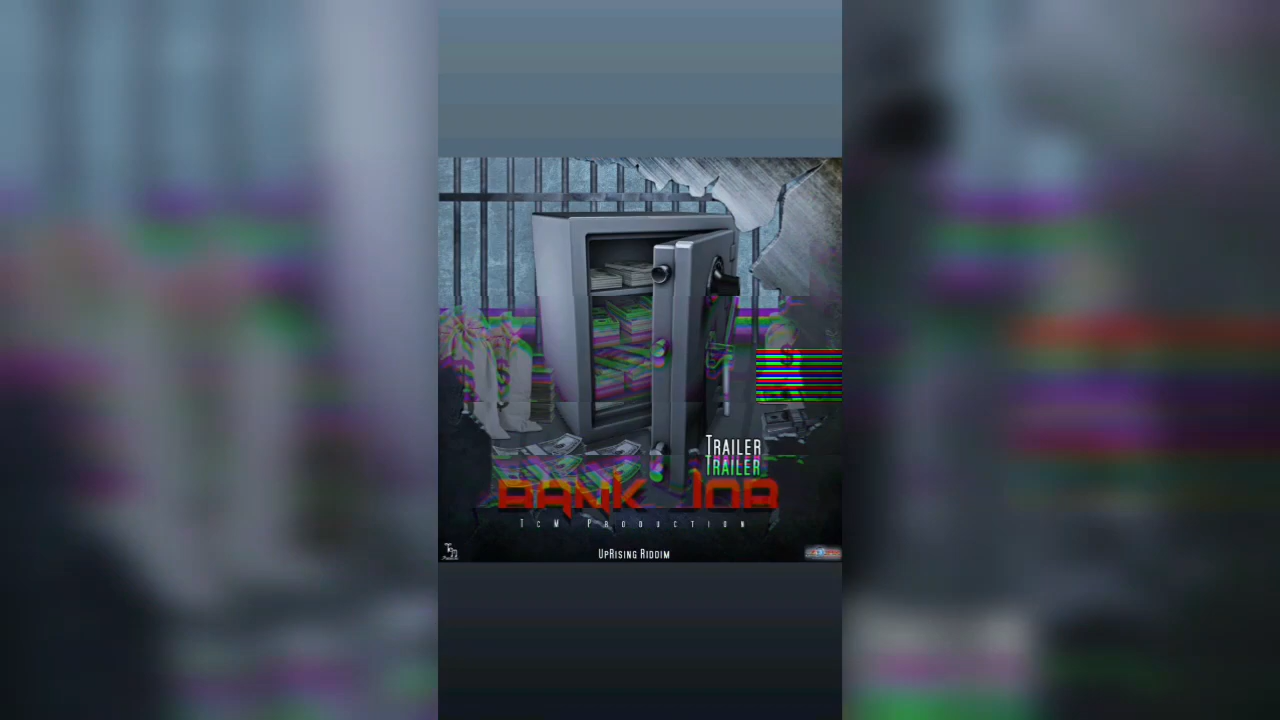 TRAILER
TRAILER
BANK JOB
TcM PRODUCTION
UPRISING RIDDIM